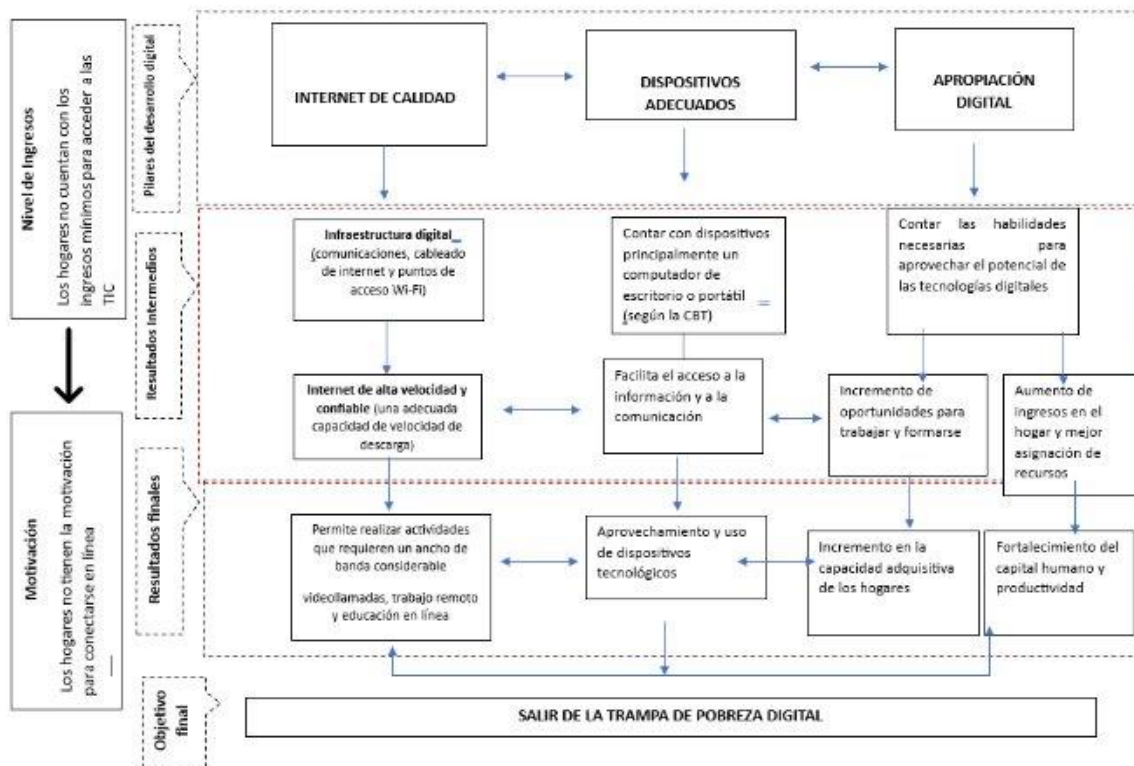 Nivel de Ingresos
Los hogares no cuentan con los
ingresos mínimos para acceder a las
TIC
Motivación
Los hogares no tienen la motivación
para conectarse en línea
Pilares del desarrollo digital
INTERNET DE CALIDAD
DISPOSITIVOS
ADECUADOS
APROPIACIÓN
DIGITAL
Resultados Intermedios
Infraestructura digital
(comunicaciones, cableado
de internet y puntos de
acceso Wi-Fi)
Contar con dispositivos
principalmente un
computador de
escritorio o portátil
(según la CBT)
Contar las habilidades
necesarias para
aprovechar el potencial de
las tecnologías digitales
Internet de alta velocidad y
confiable (una adecuada
capacidad de velocidad de
descarga)
Facilita el acceso a la
información y a la
comunicación
Incremento de
oportunidades para
trabajar y formarse
Aumento de
ingresos en el
hogar y mejor
asignación de
recursos
Resultados finales
Permite realizar actividades
que requieren un ancho de
banda considerable
videollamadas, trabajo remoto
y educación en línea
Aprovechamiento y uso
de dispositivos
tecnológicos
Incremento en la
capacidad adquisitiva
de los hogares
Fortalecimiento del
capital humano y
productividad
Objetivo
final
SALIR DE LA TRAMPA DE POBREZA DIGITAL